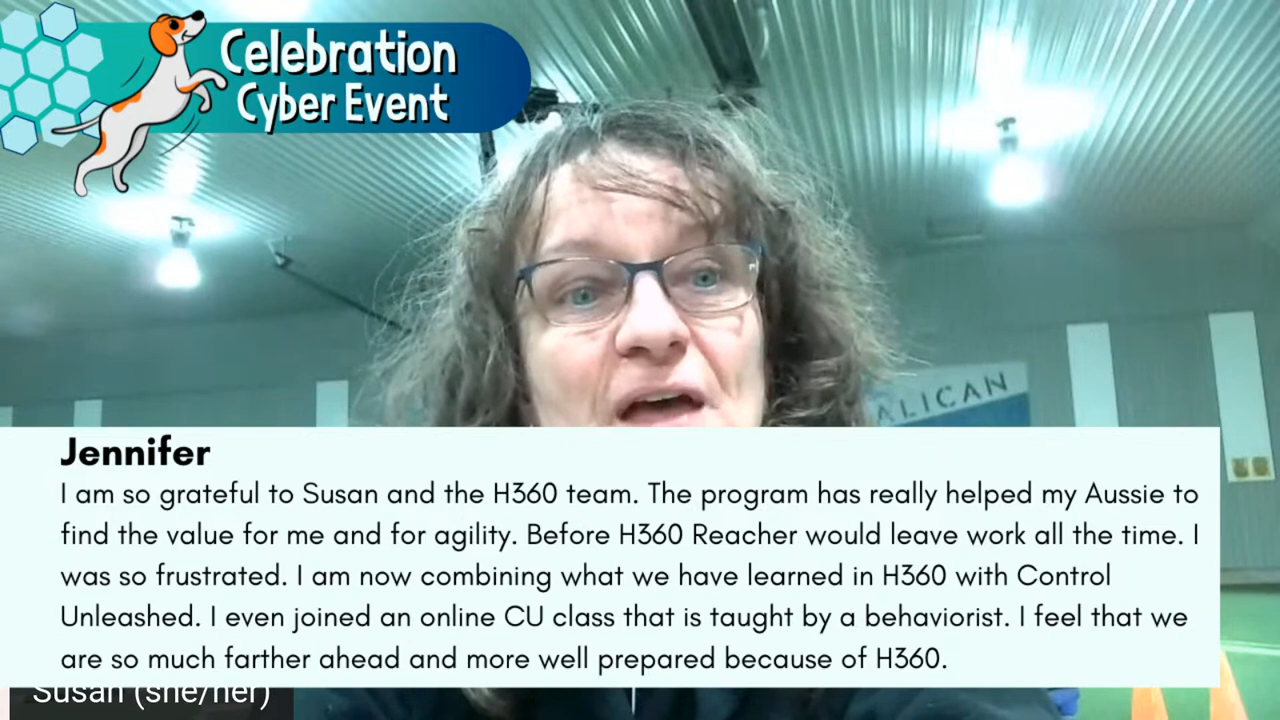 Celebration
Cyber Event
ALICAN
Jennifer
I am so grateful to Susan and the H360 team. The program has really helped my Aussie to
find the value for me and for agility. Before H360 Reacher would leave work all the time. I
was so frustrated. I am now combining what we have learned in H360 with Control
Unleashed. I even joined an online CU class that is taught by a behaviorist. I feel that we
are so much farther ahead and more well prepared because of H360.
Susan (she/her)